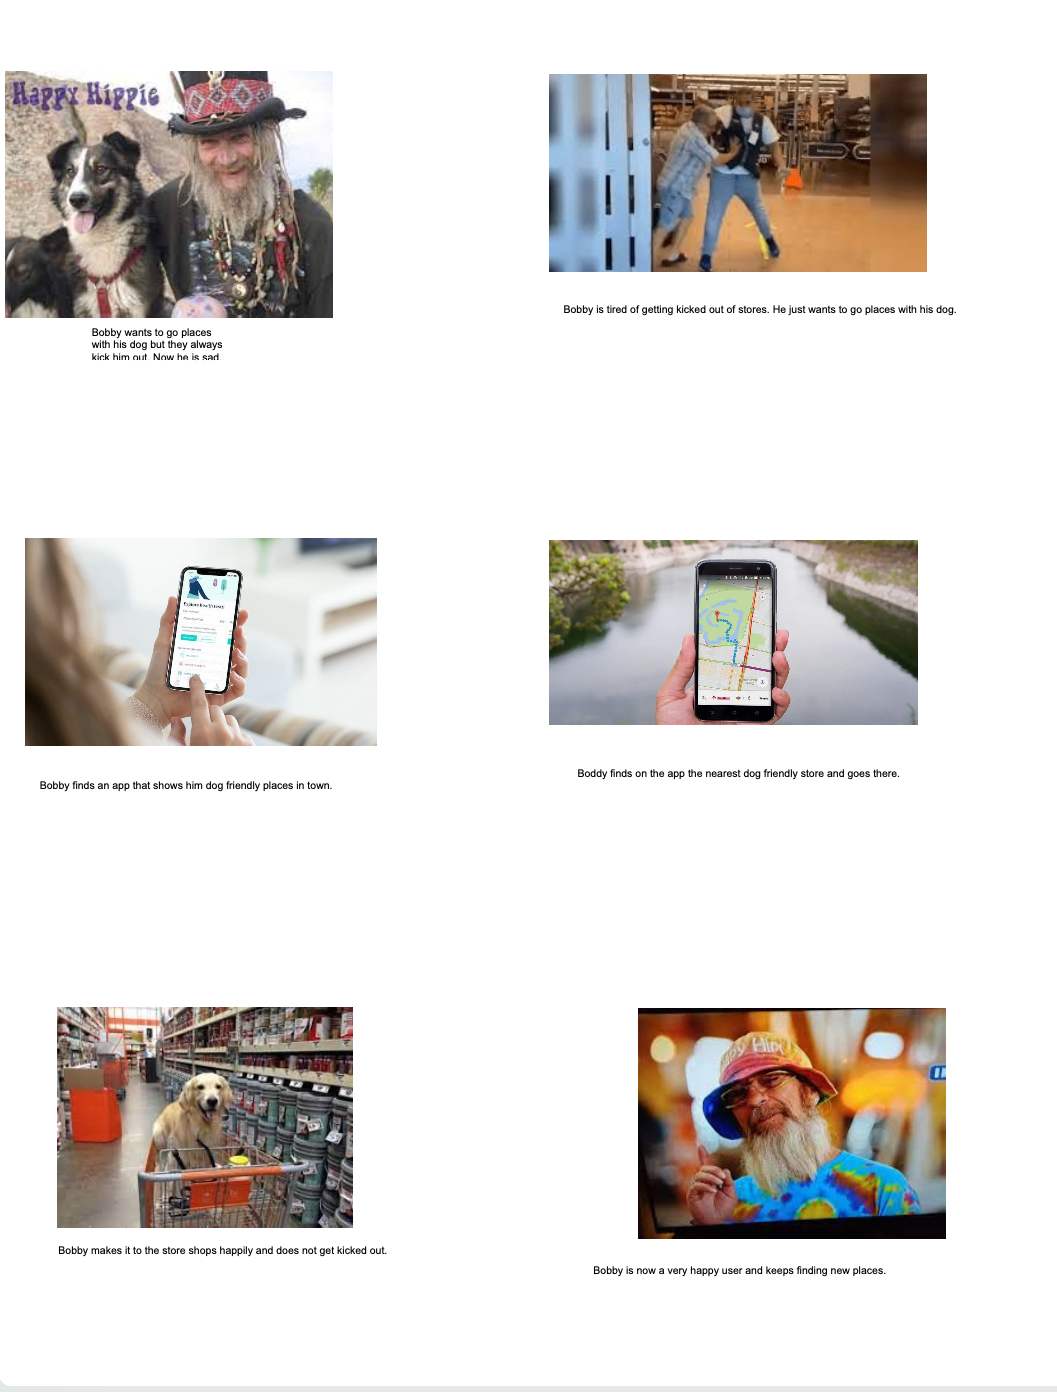 Happy Hippie
Bobby wants to go places
with his dog but they always
kick him out. Now he is sad.
Bobby is tired of getting kicked out of stores. He just wants to go places with his dog.
Bobby finds an app that shows him dog friendly places in town.
Boddy finds on the app the nearest dog friendly store and goes there.
Bobby makes it to the store shops happily and does not get kicked out.
Bobby is now a very happy user and keeps finding new places.